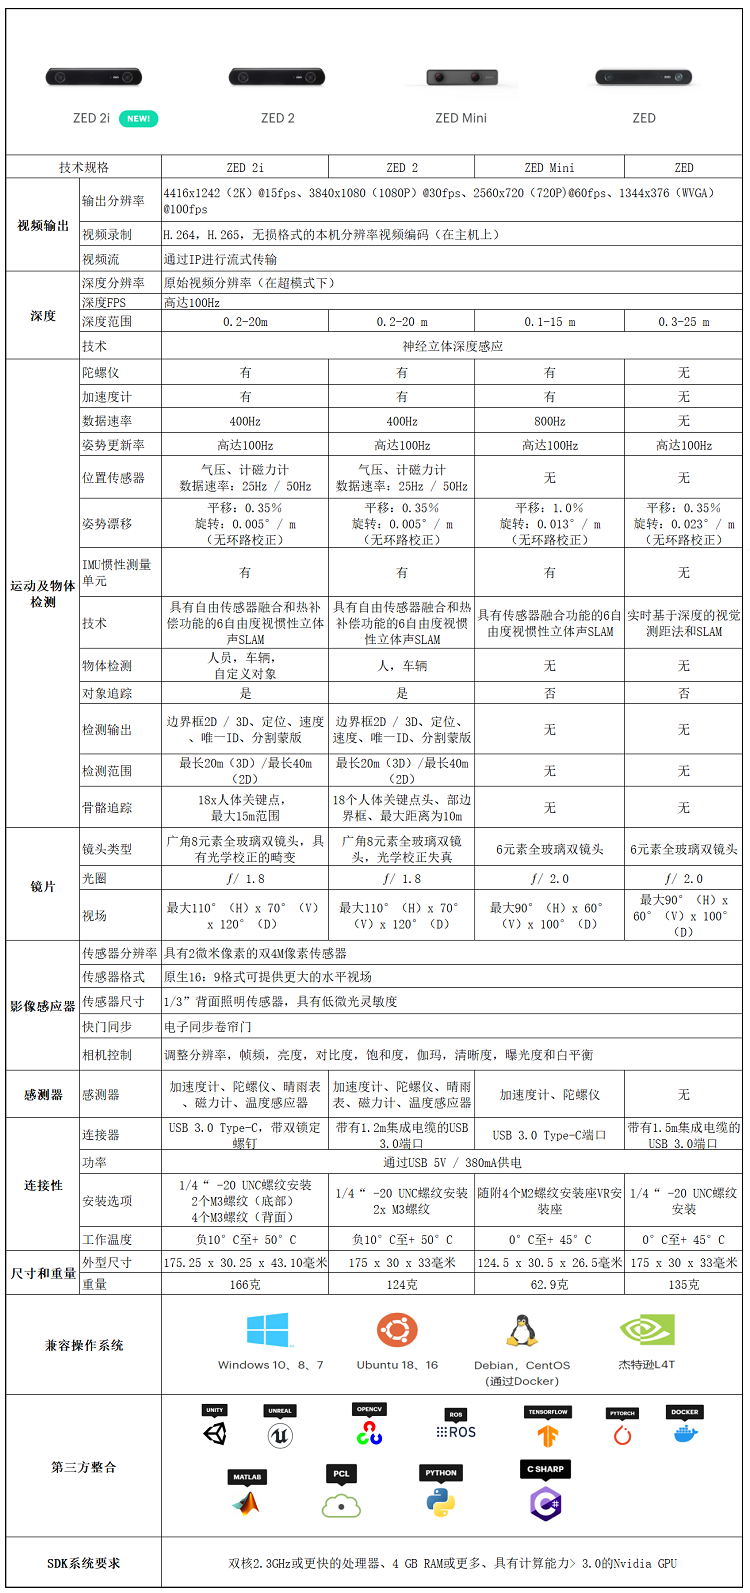 ZED 2i NEW! ZED 2 ZED Mini ZED
技术规格 ZED 2i ZED 2 ZED Mini ZED
视频输出
输出分辨率 4416x1242（2K）@15fps、3840x1080（1080P）@30fps、2560x720（720P)@60fps、1344x376（WVGA）
@100fps
视频录制 H.264，H.265，无损格式的本机分辨率视频编码（在主机上）
视频流 通过IP进行流式传输
深度
深度分辨率 原始视频分辨率（在超模式下）
深度FPS 高达100Hz
深度范围 0.2-20m 0.2-20 m 0.1-15 m 0.3-25 m
技术 神经立体深度感应
运动及物体
检测
陀螺仪 有 有 有 无
加速度计 有 有 有 无
数据速率 400Hz 400Hz 800Hz 无
姿势更新率 高达100Hz 高达100Hz 高达100Hz 高达100Hz
位置传感器
气压、计磁力计
数据速率：25Hz / 50Hz
气压、计磁力计
数据速率：25Hz / 50Hz
无
无
姿势漂移
平移：0.35%
旋转：0.005°/ m
（无环路校正）
平移：0.35%
旋转：0.005°/ m
（无环路校正）
平移：1.0%
旋转：0.013°/ m
（无环路校正）
平移：0.35%
旋转：0.023°/ m
（无环路校正）
IMU惯性测量
单元
有 有 有 无
技术
具有自由传感器融合和热补
偿功能的6自由度视惯性立体
声SLAM
具有自由传感器融合和热
补偿功能的6自由度视惯
性立体声SLAM
具有传感器融合功能的6自
由度视惯性立体声SLAM
实时基于深度的视觉
测距法和SLAM
物体检测
人员，车辆，
自定义对象
人，车辆
无
无
对象追踪 是 是 否 否
检测输出
边界框2D / 3D、定位、速度
、唯一ID、分割蒙版
边界框2D / 3D、定位、
速度、唯一ID、分割蒙版
无
无
检测范围
最长20m（3D）/最长40m
（2D）
最长20m（3D）/最长40m
（2D）
无
无
骨骼追踪
18x人体关键点，
最大15m范围
18个人体关键点头、部边
界框、最大距离为10m
无
无
镜片
镜头类型
广角8元素全玻璃双镜头，具
有光学校正的畸变
广角8元素全玻璃双镜
头，光学校正失真
6元素全玻璃双镜头
6元素全玻璃双镜头
光圈 ƒ/ 1.8 ƒ/ 1.8 ƒ/ 2.0 ƒ/ 2.0
视场
最大110°（H）x 70°（V）
x 120°（D）
最大110°（H）x 70°
（V）x 120°（D）
最大90°（H）x 60°
（V）x 100°（D）
最大90°（H）x
60°（V）x 100°
（D）
影像感应器
传感器分辨率 具有2微米像素的双4M像素传感器
传感器格式 原生16：9格式可提供更大的水平视场
传感器尺寸 1/3”背面照明传感器，具有低微光灵敏度
快门同步 电子同步卷帘门
相机控制 调整分辨率，帧频，亮度，对比度，饱和度，伽玛，清晰度，曝光度和白平衡
感测器
感测器
加速度计、陀螺仪、晴雨表
、磁力计、温度感应器
加速度计、陀螺仪、晴雨
表、磁力计、温度感应器
加速度计、陀螺仪
无
连接性
连接器
USB 3.0 Type-C，带双锁定
螺钉
带有1.2m集成电缆的USB
3.0端口
USB 3.0 Type-C端口
带有1.5m集成电缆的
USB 3.0端口
功率 通过USB 5V / 380mA供电
安装选项
1/4“ -20 UNC螺纹安装
2个M3螺纹（底部）
4个M3螺纹（背面）
1/4“ -20 UNC螺纹安装
2x M3螺纹
随附4个M2螺纹安装座VR安
装座
1/4“ -20 UNC螺纹
安装
工作温度 负10°C至+ 50°C 负10°C至+ 50°C 0°C至+ 45°C 0°C至+ 45°C
尺寸和重量
外型尺寸 175.25 x 30.25 x 43.10毫米 175 x 30 x 33毫米 124.5 x 30.5 x 26.5毫米 175 x 30 x 33毫米
重量 166克 124克 62.9克 135克
兼容操作系统
Windows 10、8、7 Ubuntu 18、16 Debian，CentOS
(通过Docker)
杰特逊L4T
第三方整合
UNITY UNREAL OPENCV ROS TENSORFLOW PYTORCH DOCKER
ROS
MATLAB PCL PYTHON C SHARP
SDK系统要求 双核2.3GHz或更快的处理器、4 GB RAM或更多、具有计算能力> 3.0的Nvidia GPU